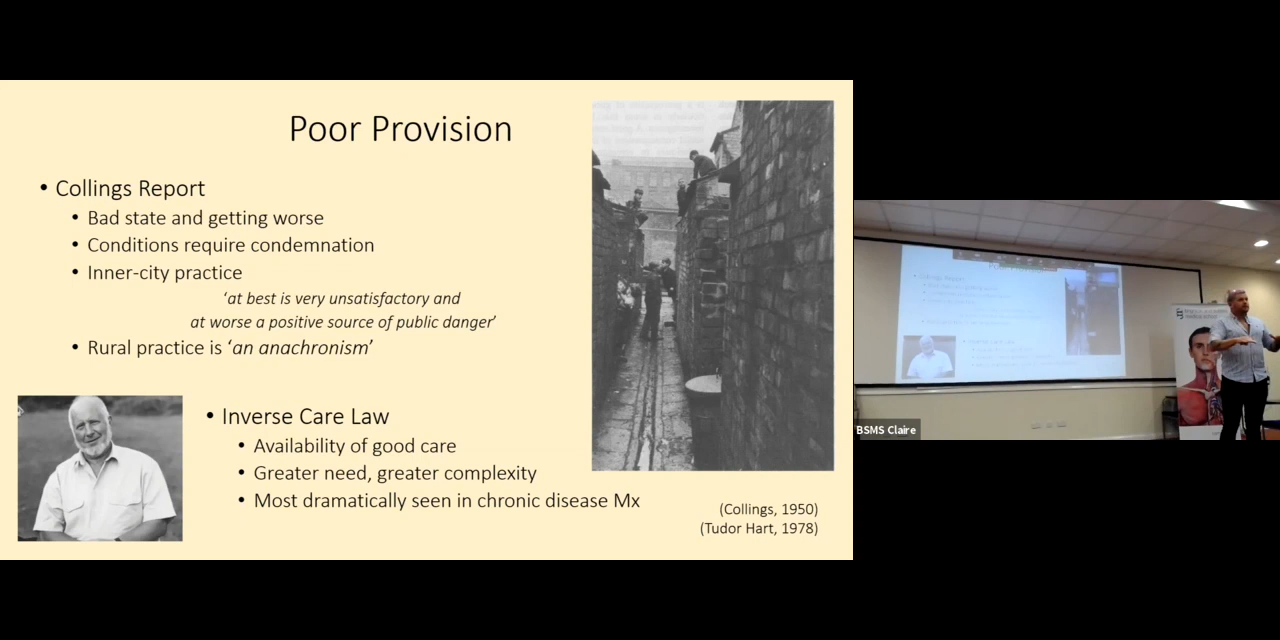 Poor Provision
• Collings Report
• Bad state and getting worse
• Conditions require condemnation
• Inner-city practice
‘at best is very unsatisfactory and
at worse a positive source of public danger’
• Rural practice is ‘an anachronism’
• Inverse Care Law
• Availability of good care
• Greater need, greater complexity
• Most dramatically seen in chronic disease Mx
(Collings, 1950)
(Tudor Hart, 1978)
BSMS Claire